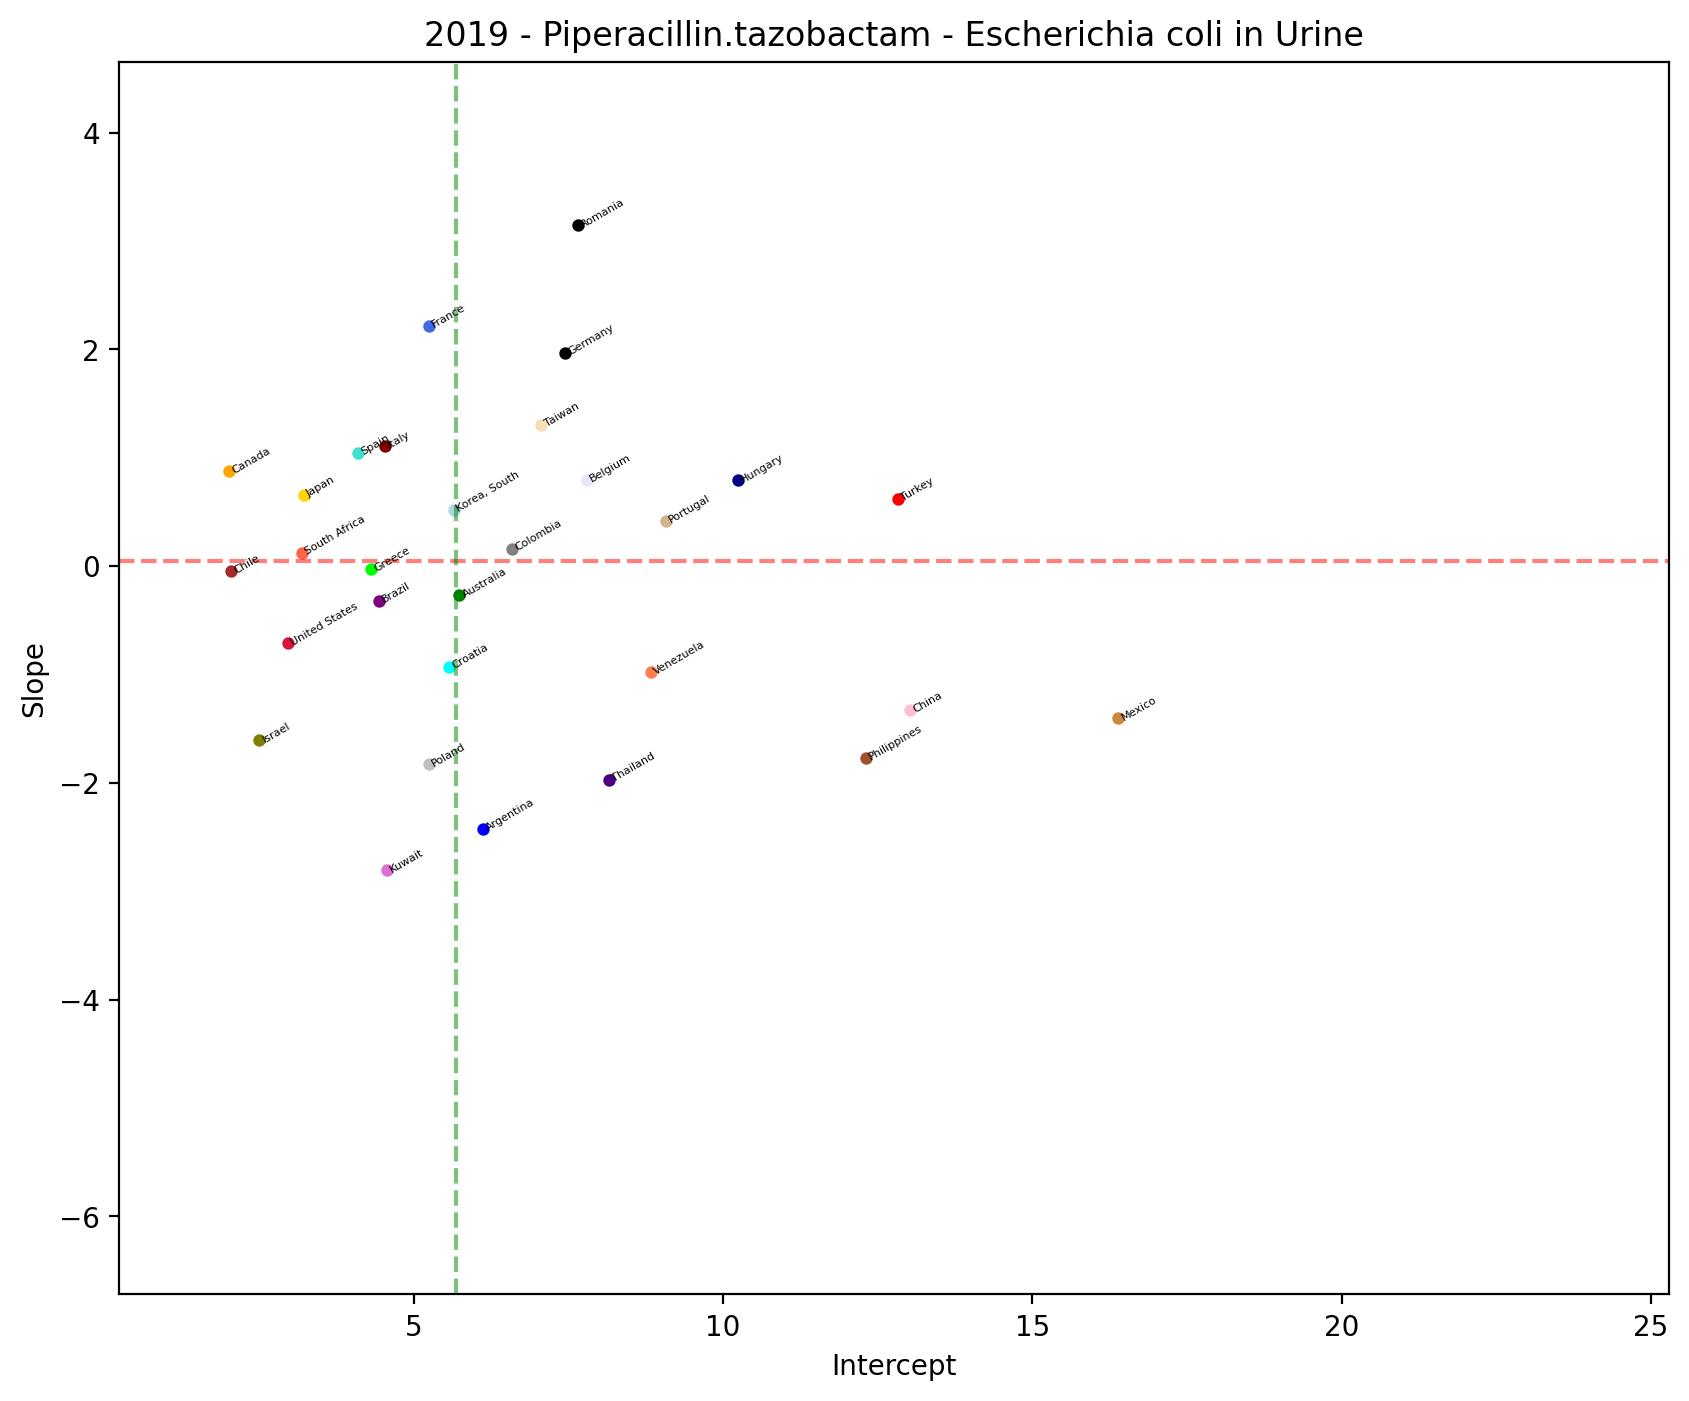 2019 - Piperacillin.tazobactam - Escherichia coli in Urine
4
2
0
−2
−4
−6
Slope
Romania
France
Germany
Taiwan
Spain
Italy
Canada
Japan
Korea, South
Belgium
Hungary
Turkey
Portugal
South Africa
Colombia
Chile
Greece
Brazil
Australia
United States
Croatia
Venezuela
China
Mexico
Israel
Poland
Philippines
Thailand
Argentina
Kuwait
5
10
15
20
25
Intercept